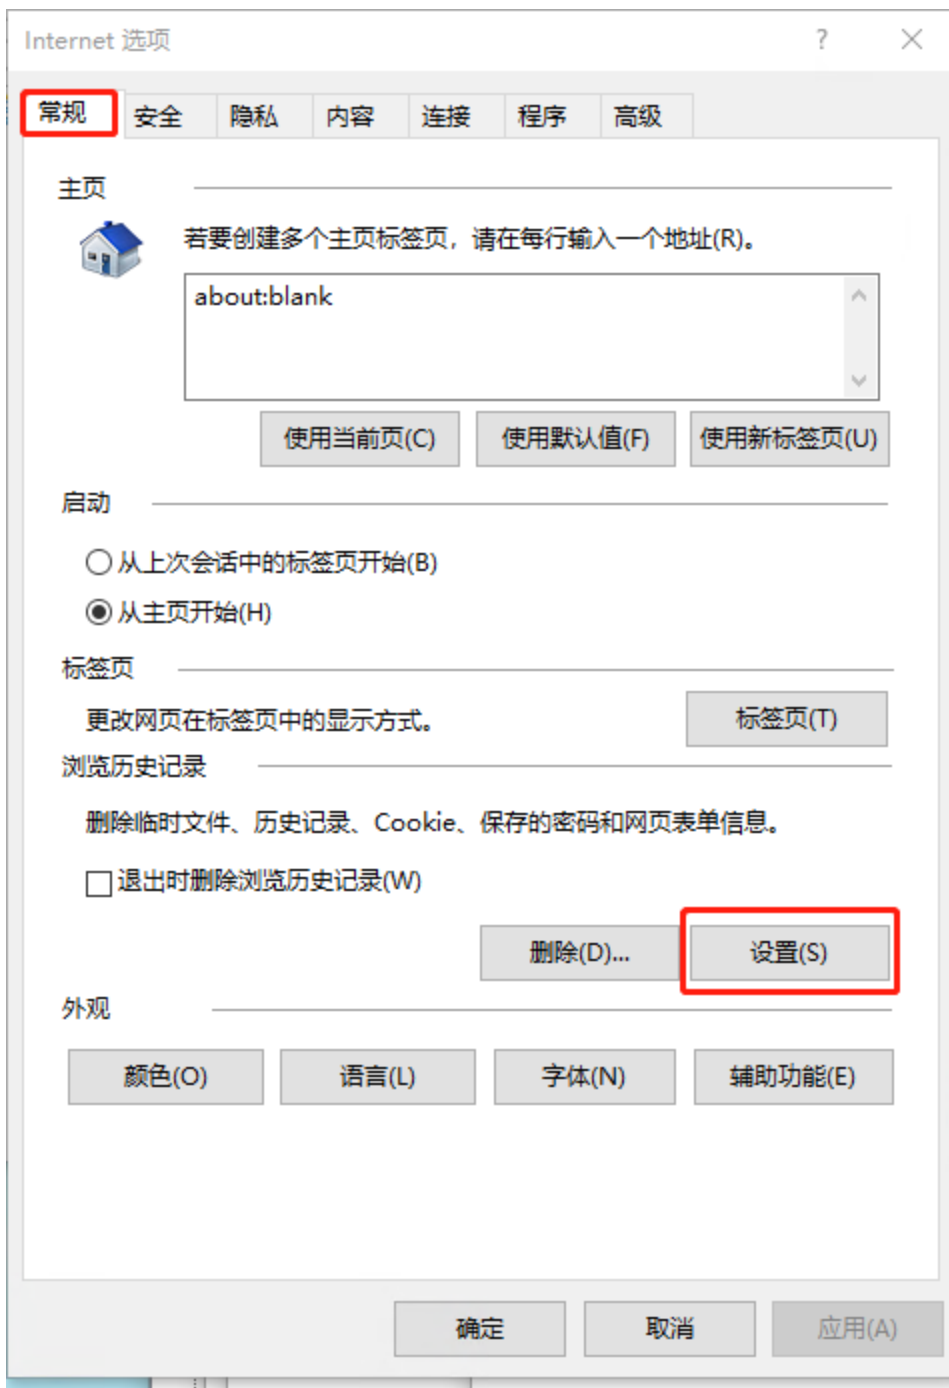 Internet 选项
常规 安全 隐私 内容 连接 程序 高级
主页
若要创建多个主页标签页，请在每行输入一个地址(R)。
about:blank
使用当前页(C) 使用默认值(F) 使用新标签页(U)
启动
从上次会话中的标签页开始(B)
从主页开始(H)
标签页
更改网页在标签页中的显示方式。 标签页(T)
浏览历史记录
删除临时文件、历史记录、Cookie、保存的密码和网页表单信息。
退出时删除浏览历史记录(W)
删除(D)... 设置(S)
外观
颜色(O) 语言(L) 字体(N) 辅助功能(E)
确定 取消 应用(A)